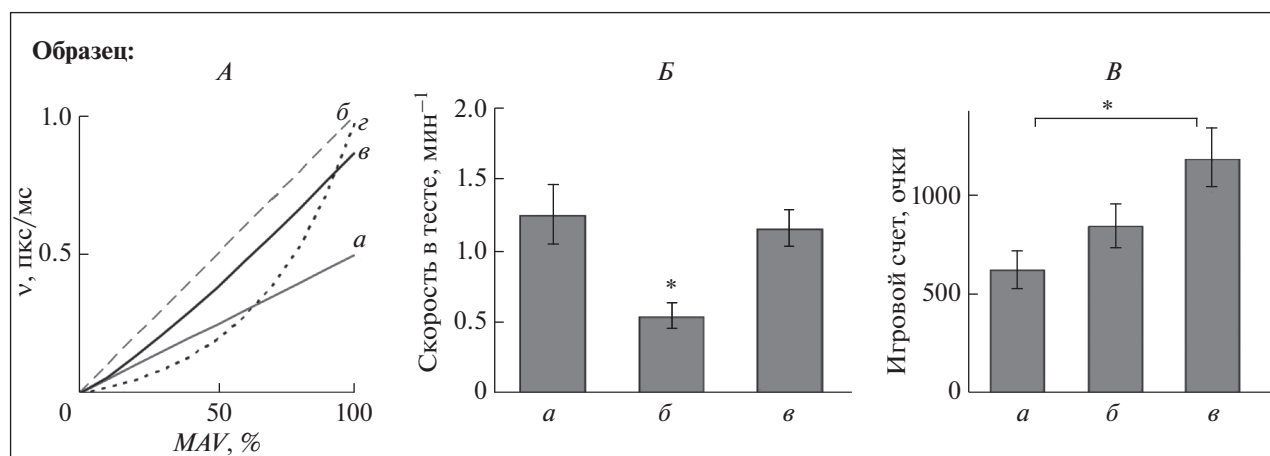 Образец:
А
ν, пкс/мс
1.0
0.5
0
50
100
MAV, %
б
г
в
а
Б
Скорость в тесте, мин⁻¹
2.0
1.5
1.0
0.5
0
*
а
б
в
В
Игровой счет, очки
1000
500
0
*
а
б
в